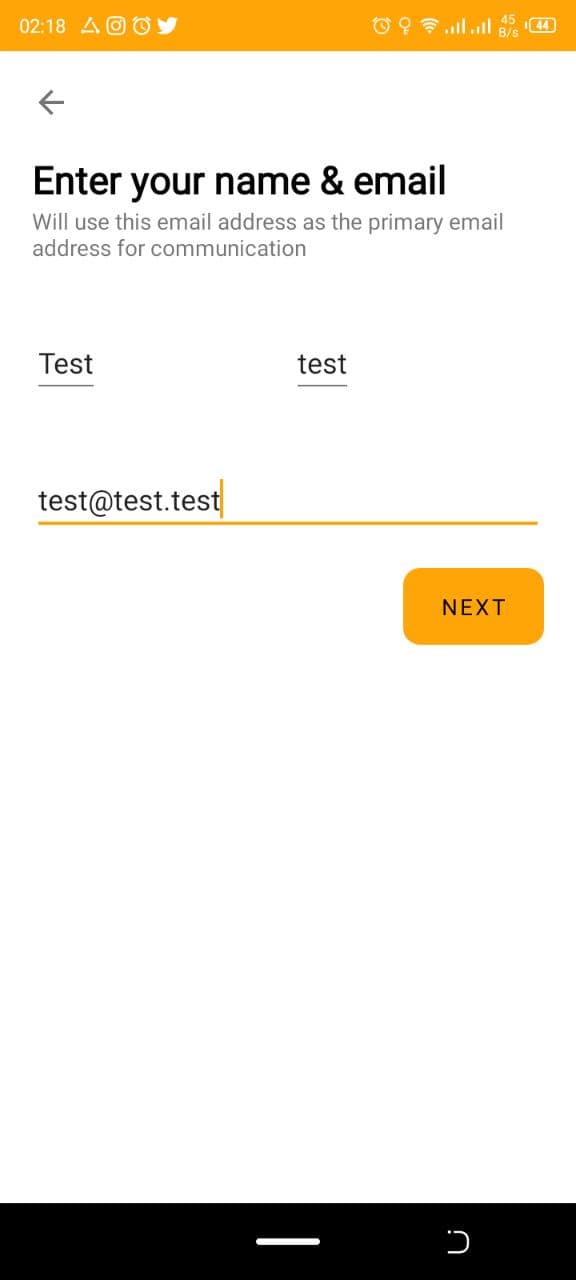 02:18 45 B/s 44
Enter your name & email
Will use this email address as the primary email
address for communication
Test test
test@test.test
NEXT